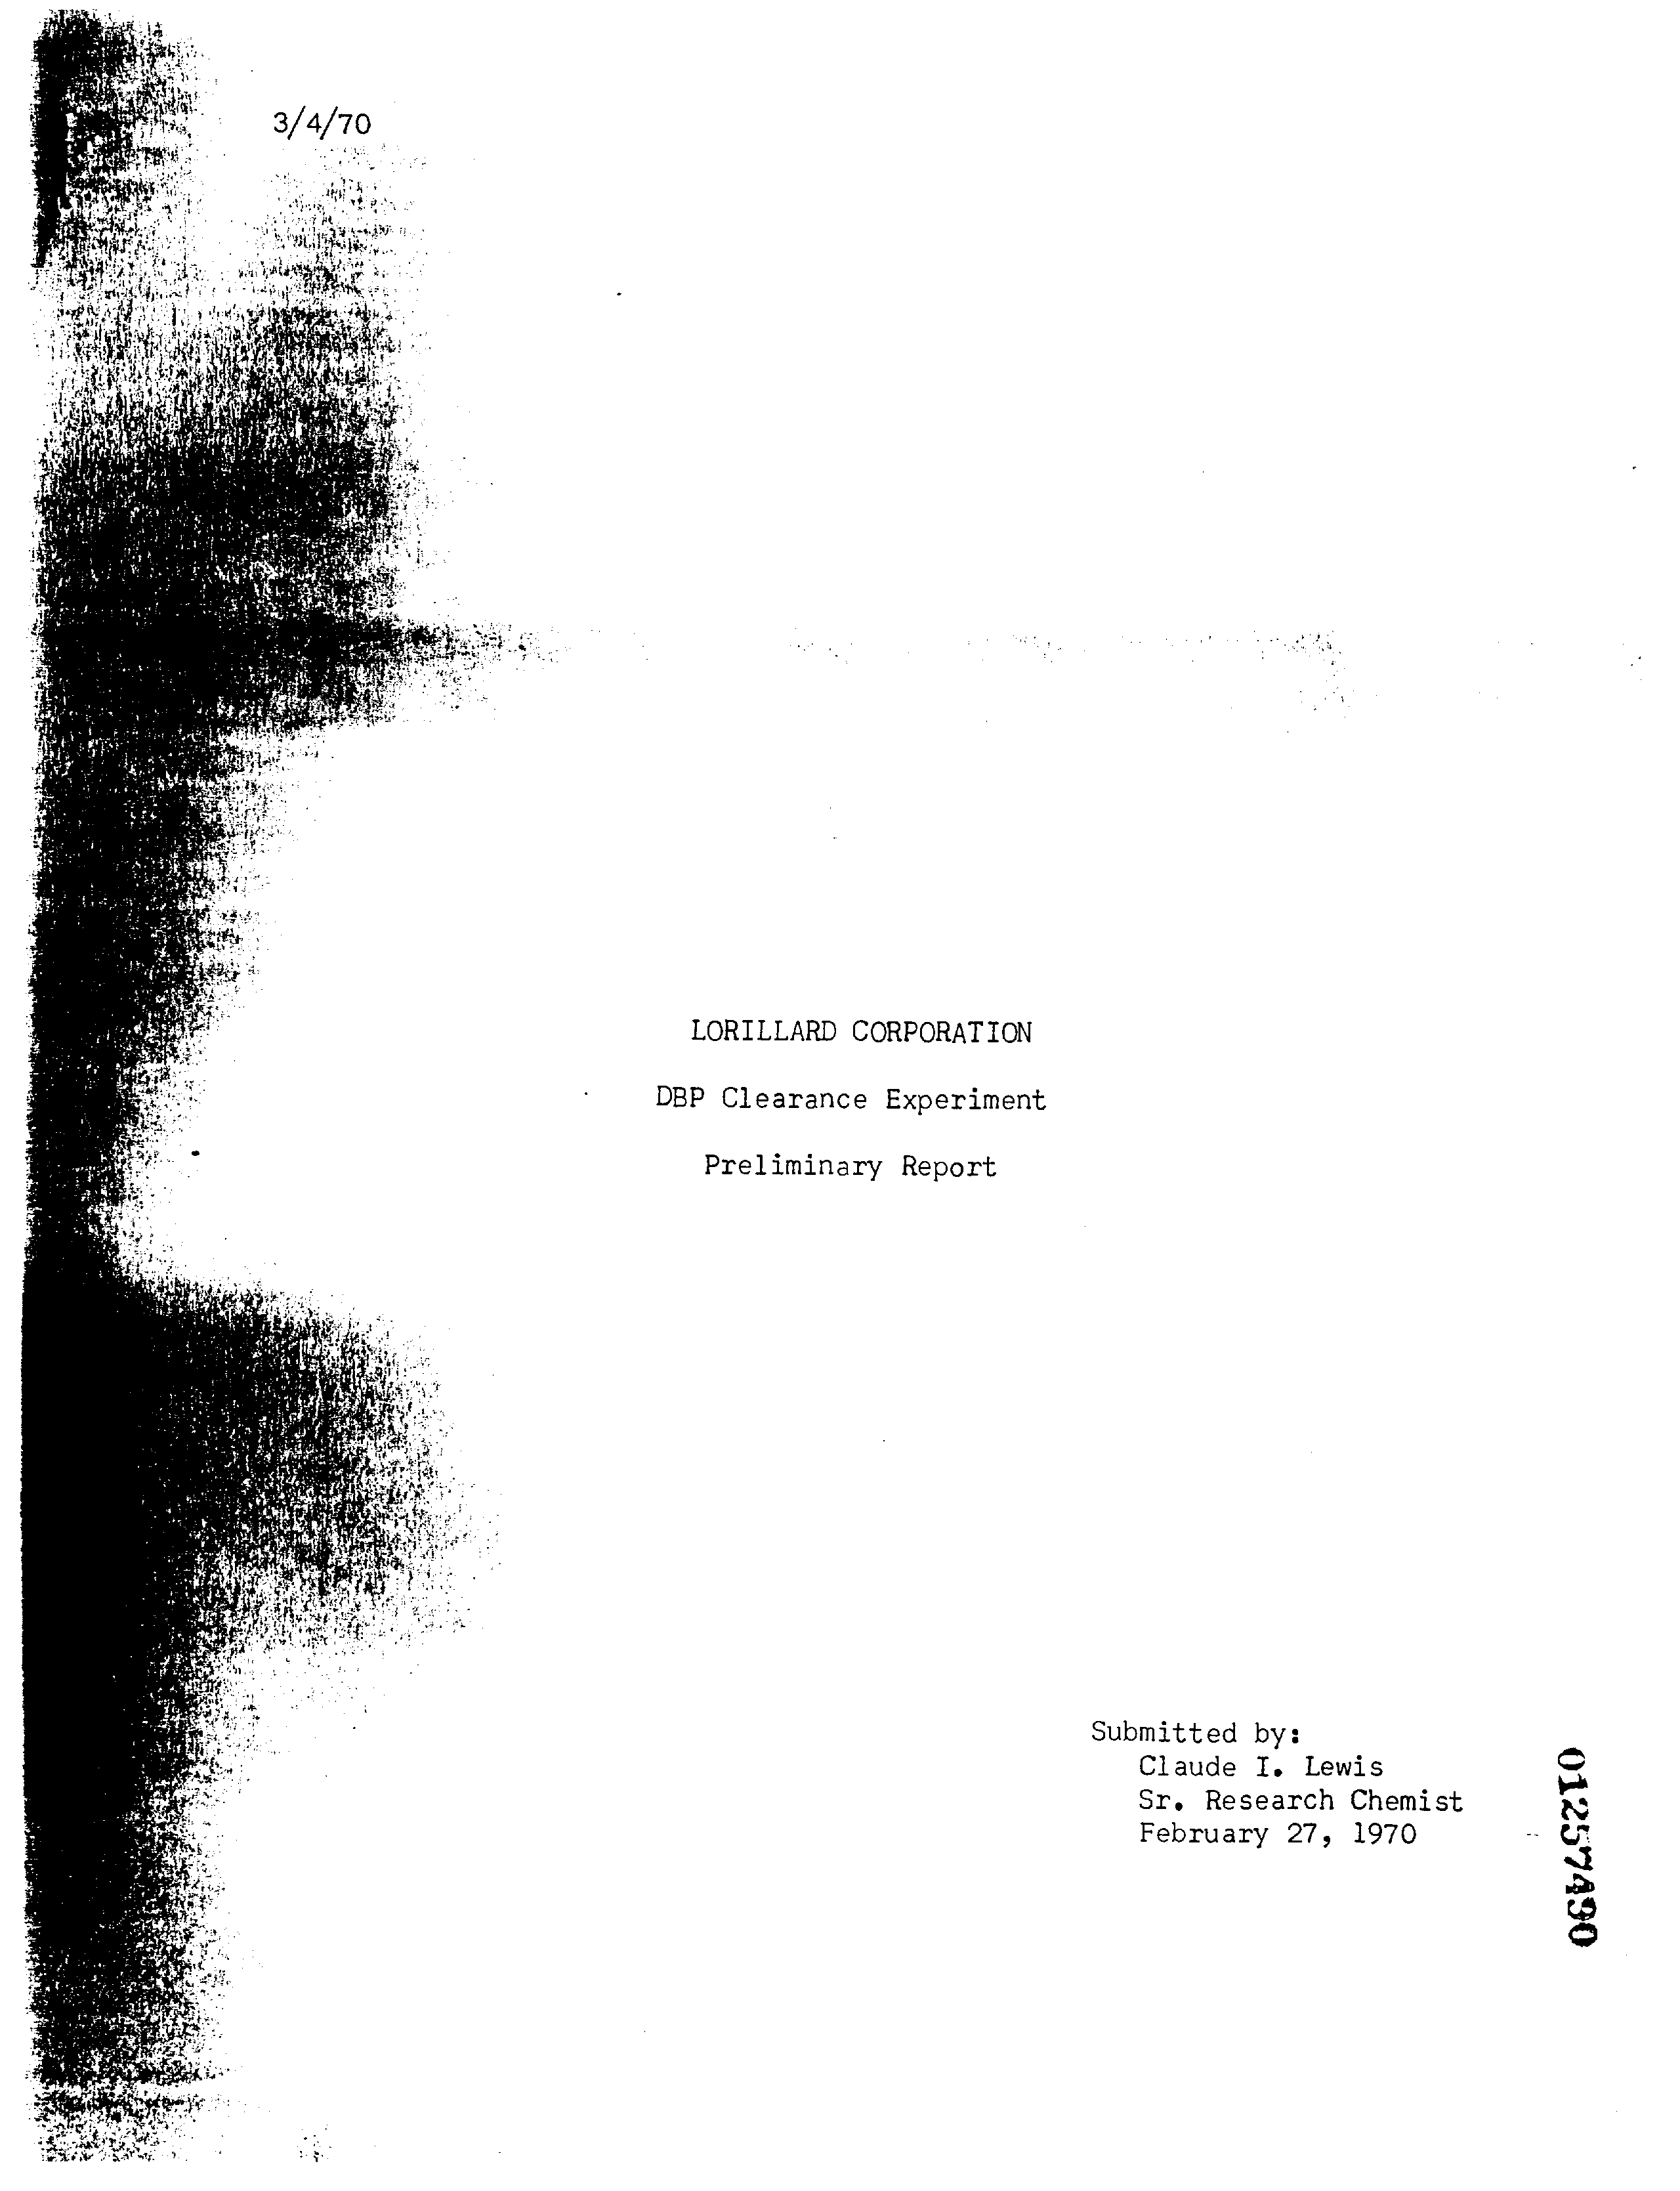 3/4/70
LORILLARD CORPORATION
DBP Clearance Experiment
Preliminary Report
Submitted by:
Claude I. Lewis
Sr. Research Chemist
February 27, 1970
01257490